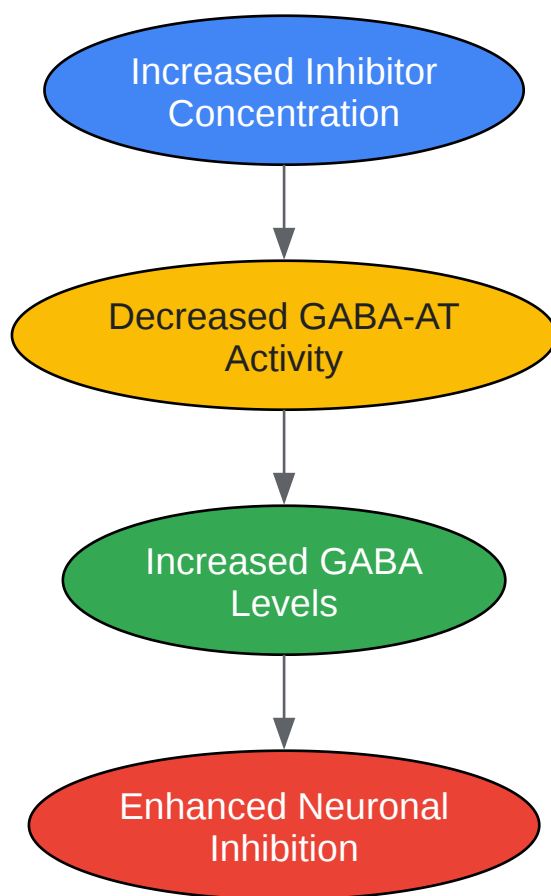 Increased Inhibitor
Concentration
Decreased GABA-AT
Activity
Increased GABA
Levels
Enhanced Neuronal
Inhibition